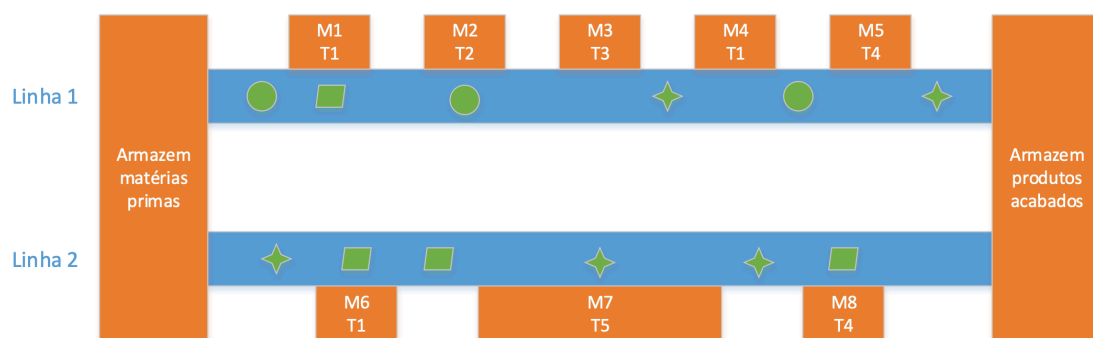 M1
T1
M2
T2
M3
T3
M4
T1
M5
T4
Linha 1
Armazem
matérias
primas
Armazem
produtos
acabados
Linha 2
M6
T1
M7
T5
M8
T4